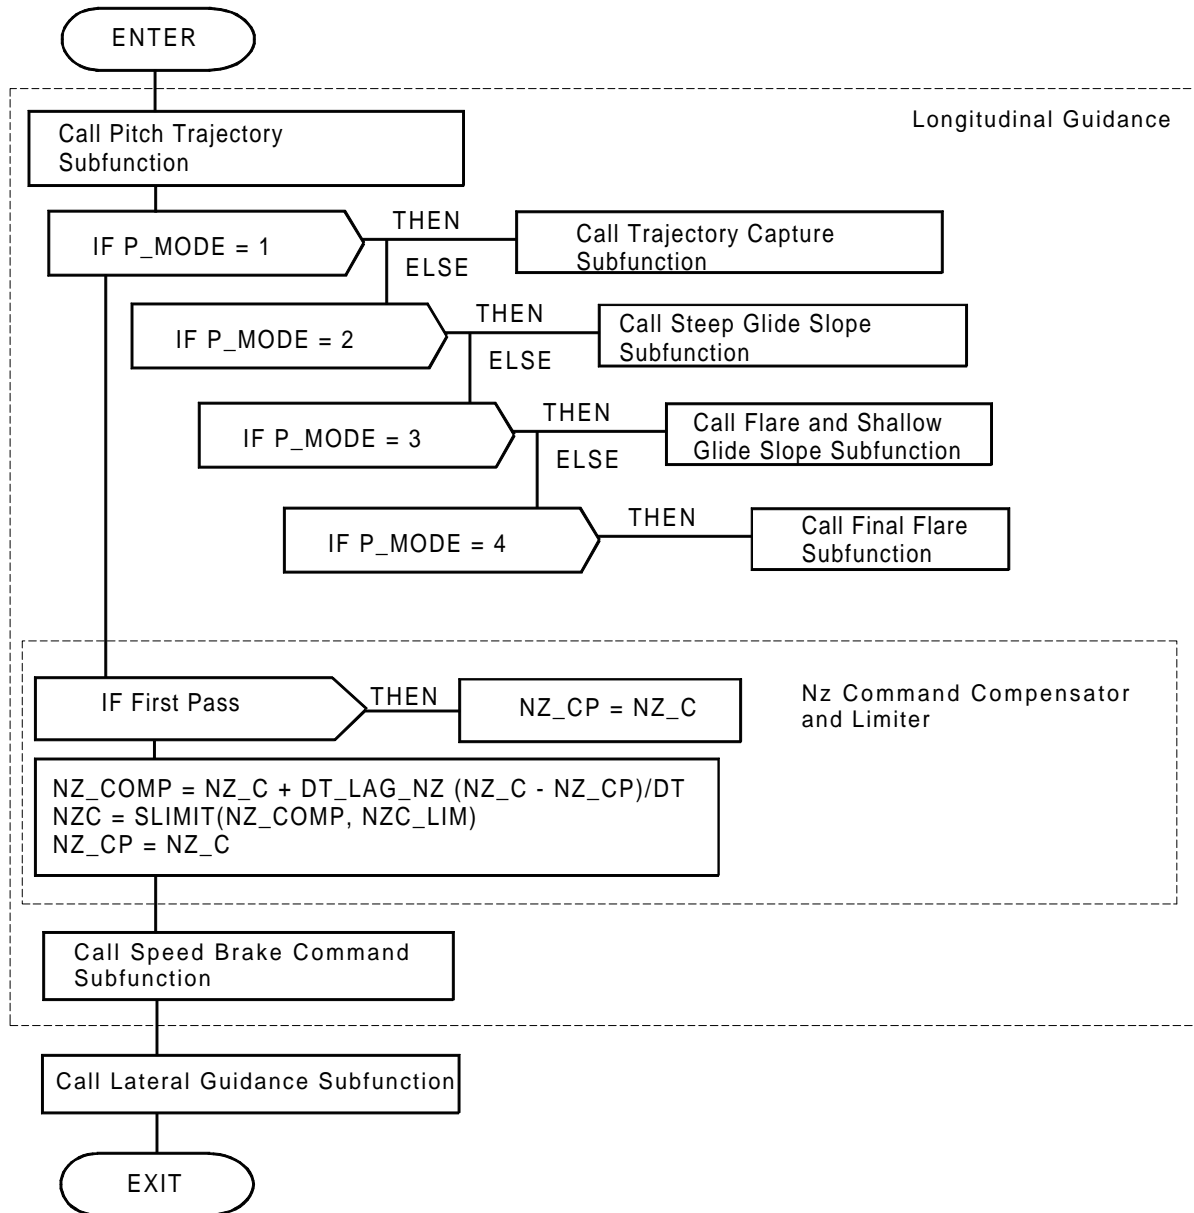 ENTER
Longitudinal Guidance
Call Pitch Trajectory
Subfunction
IF P_MODE = 1
THEN
ELSE
Call Trajectory Capture
Subfunction
IF P_MODE = 2
THEN
ELSE
Call Steep Glide Slope
Subfunction
IF P_MODE = 3
THEN
ELSE
Call Flare and Shallow
Glide Slope Subfunction
IF P_MODE = 4
THEN
Call Final Flare
Subfunction
IF First Pass
THEN
NZ_CP = NZ_C
Nz Command Compensator
and Limiter
NZ_COMP = NZ_C + DT_LAG_NZ (NZ_C - NZ_CP)/DT
NZC = SLIMIT(NZ_COMP, NZC_LIM)
NZ_CP = NZ_C
Call Speed Brake Command
Subfunction
Call Lateral Guidance Subfunction
EXIT